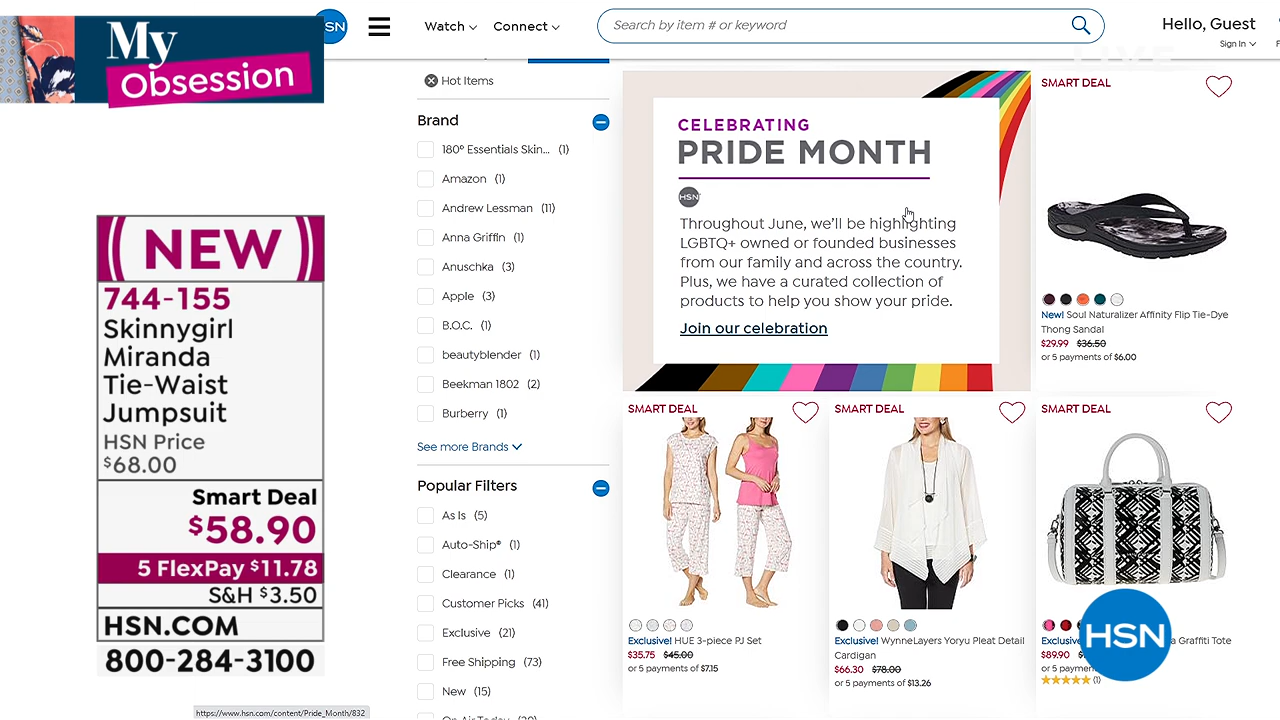 My
Obsession
(( NEW ))
744-155
Skinnygirl
Miranda
Tie-Waist
Jumpsuit
HSN Price
$68.00
Smart Deal
$58.90
5 FlexPay $11.78
S&H $3.50
HSN.COM
800-284-3100
SN
Watch
Connect
Search by item # or keyword
Hello, Guest
Sign In
LIVE
Hot Items
Brand
180º Essentials Skin... (1)
Amazon (1)
Andrew Lessman (11)
Anna Griffin (1)
Anuschka (3)
Apple (3)
B.O.C. (1)
beautyblender (1)
Beekman 1802 (2)
Burberry (1)
See more Brands
Popular Filters
As Is (5)
Auto-Ship® (1)
Clearance (1)
Customer Picks (41)
Exclusive (21)
Free Shipping (73)
New (15)
CELEBRATING
PRIDE MONTH
HSN
Throughout June, we'll be highlighting
LGBTQ+ owned or founded businesses
from our family and across the country.
Plus, we have a curated collection of
products to help you show your pride.
Join our celebration
SMART DEAL
New! Soul Naturalizer Affinity Flip Tie-Dye
Thong Sandal
$29.99 $36.50
or 5 payments of $6.00
SMART DEAL
Exclusive! HUE 3-piece PJ Set
$35.75 $45.00
or 5 payments of $7.15
SMART DEAL
Exclusive! WynneLayers Yoryu Pleat Detail
Cardigan
$66.30 $78.00
or 5 payments of $13.26
SMART DEAL
Graffiti Tote
$89.90
or 5
(1)
HSN
https://www.hsn.com/content/Pride_Month/832